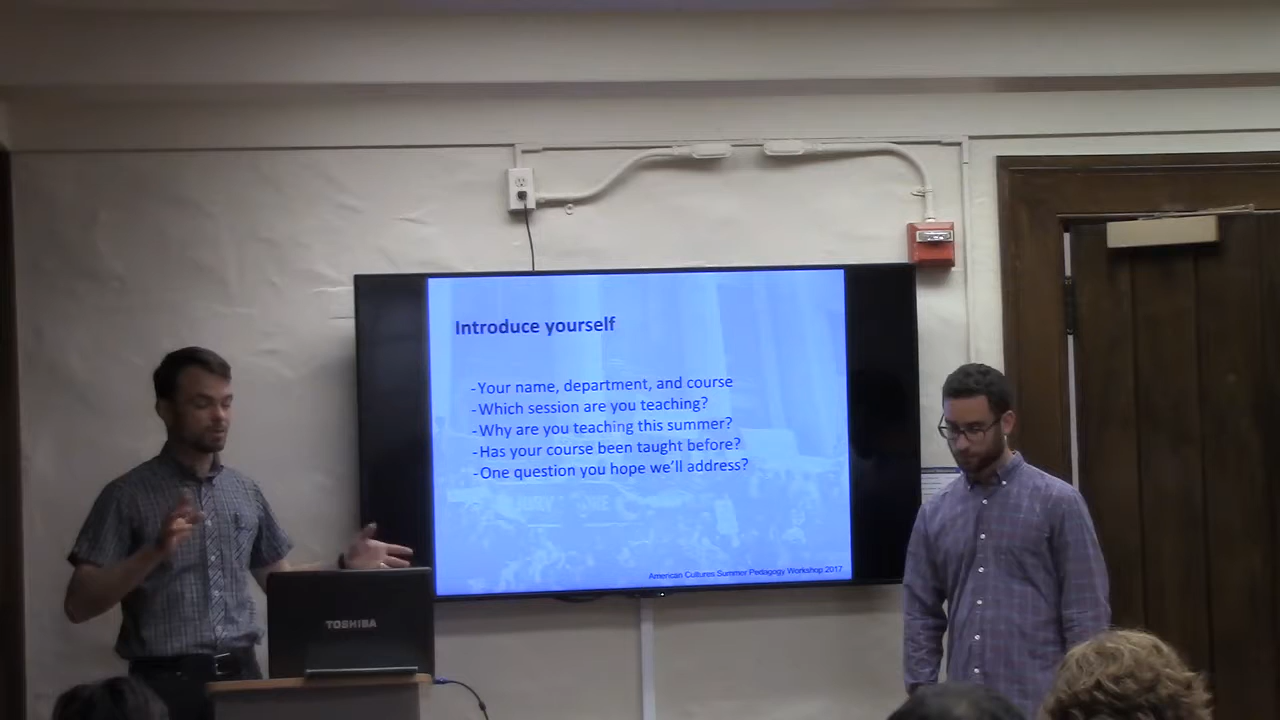 Introduce yourself
-Your name, department, and course
-Which session are you teaching?
-Why are you teaching this summer?
-Has your course been taught before?
-One question you hope we'll address?
American Cultures Summer Pedagogy Workshop 2017
TOSHIBA